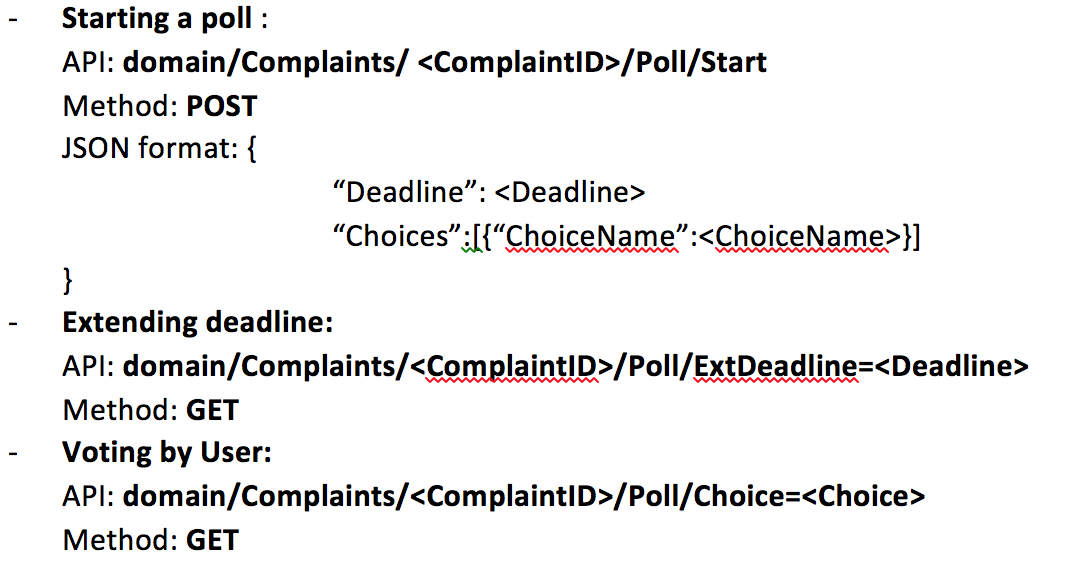 - Starting a poll :
API: domain/Complaints/ <ComplaintID>/Poll/Start
Method: POST
JSON format: {
“Deadline”: <Deadline>
“Choices”:[{“ChoiceName”:<ChoiceName>}]
}
- Extending deadline:
API: domain/Complaints/<ComplaintID>/Poll/ExtDeadline=<Deadline>
Method: GET
- Voting by User:
API: domain/Complaints/<ComplaintID>/Poll/Choice=<Choice>
Method: GET